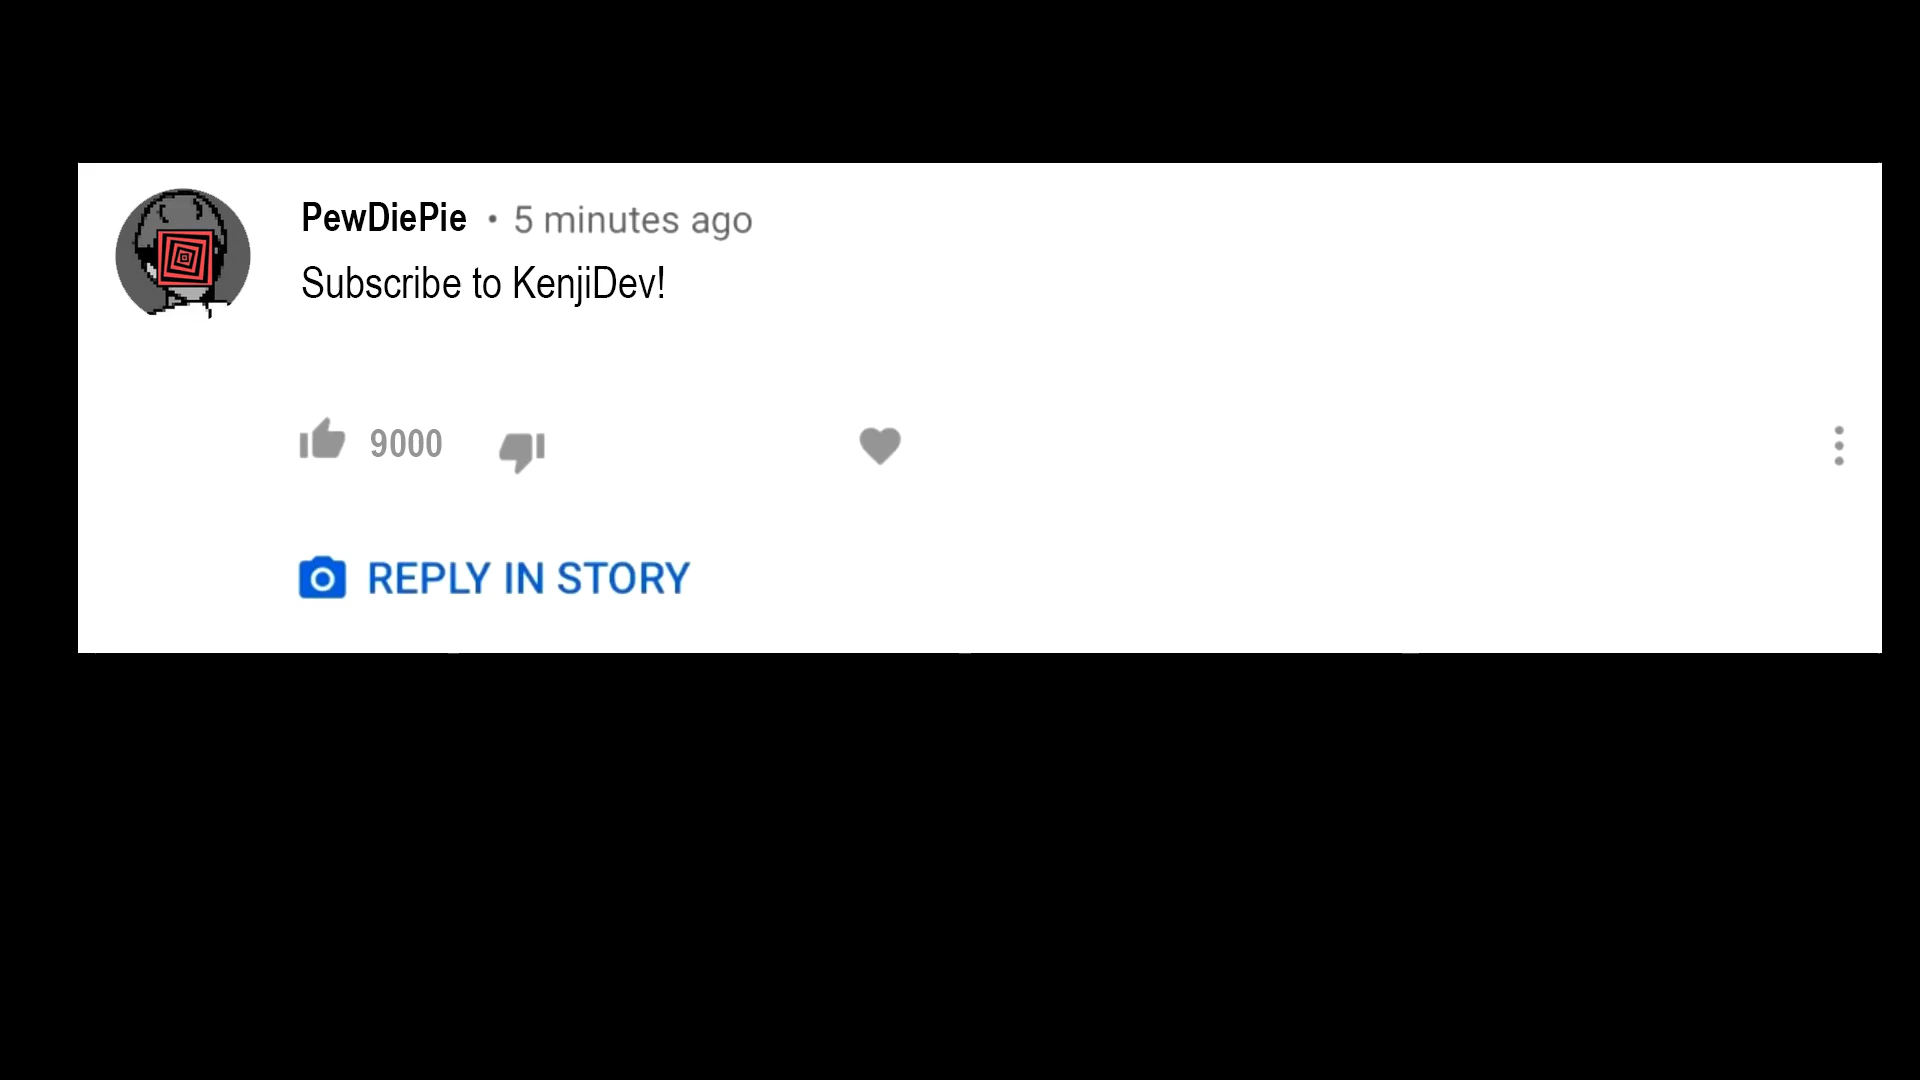 PewDiePie • 5 minutes ago
Subscribe to KenjiDev!
9000
REPLY IN STORY